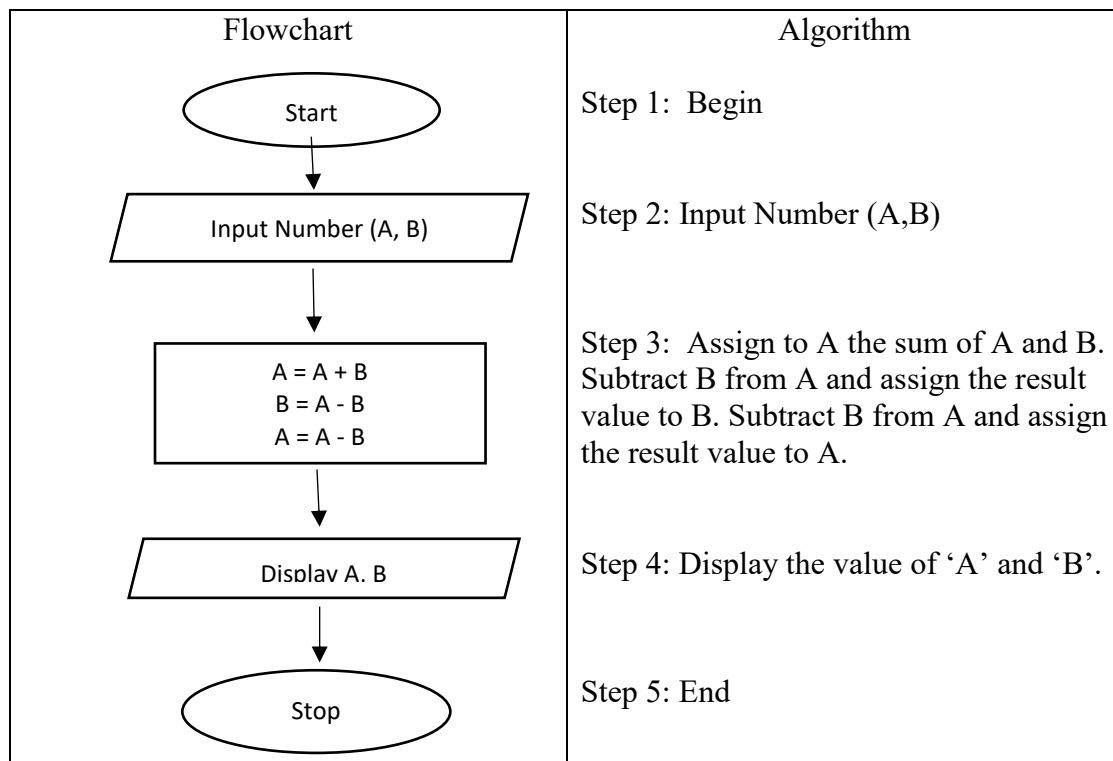 Flowchart
Start
Input Number (A, B)
A = A + B
B = A - B
A = A - B
Display A, B
Stop
Algorithm
Step 1:  Begin
Step 2: Input Number (A,B)
Step 3:  Assign to A the sum of A and B.
Subtract B from A and assign the result
value to B. Subtract B from A and assign
the result value to A.
Step 4: Display the value of ‘A’ and ‘B’.
Step 5: End